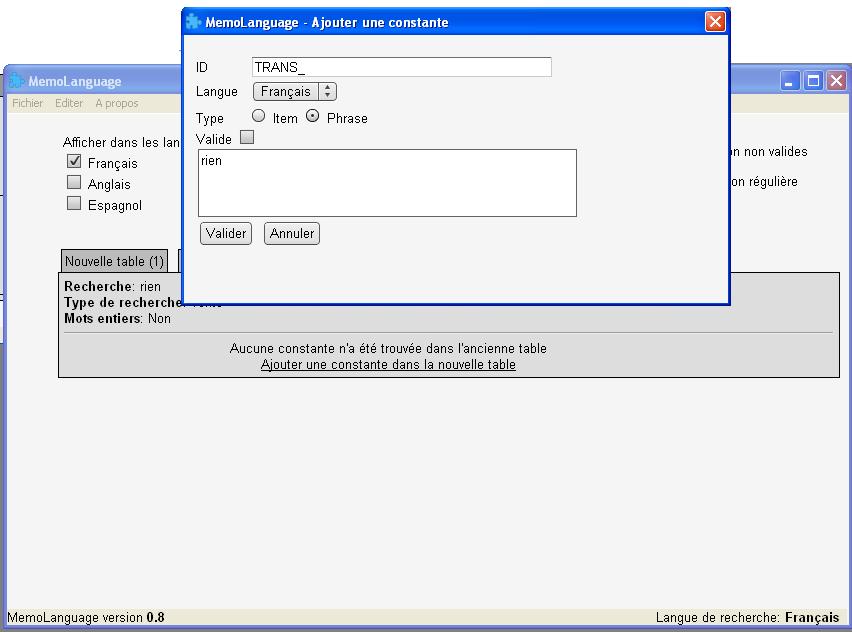 MemoLanguage - Ajouter une constante
ID TRANS_
Langue Français
Type Item Phrase
Valide
rien
Valider Annuler
MemoLanguage
Fichier Editer A propos
Afficher dans les lan
Français
Anglais
Espagnol
n non valides
on régulière
Nouvelle table (1)
Recherche: rien
Type de recherche:
Mots entiers: Non
Aucune constante n'a été trouvée dans l'ancienne table
Ajouter une constante dans la nouvelle table
MemoLanguage version 0.8 Langue de recherche: Français